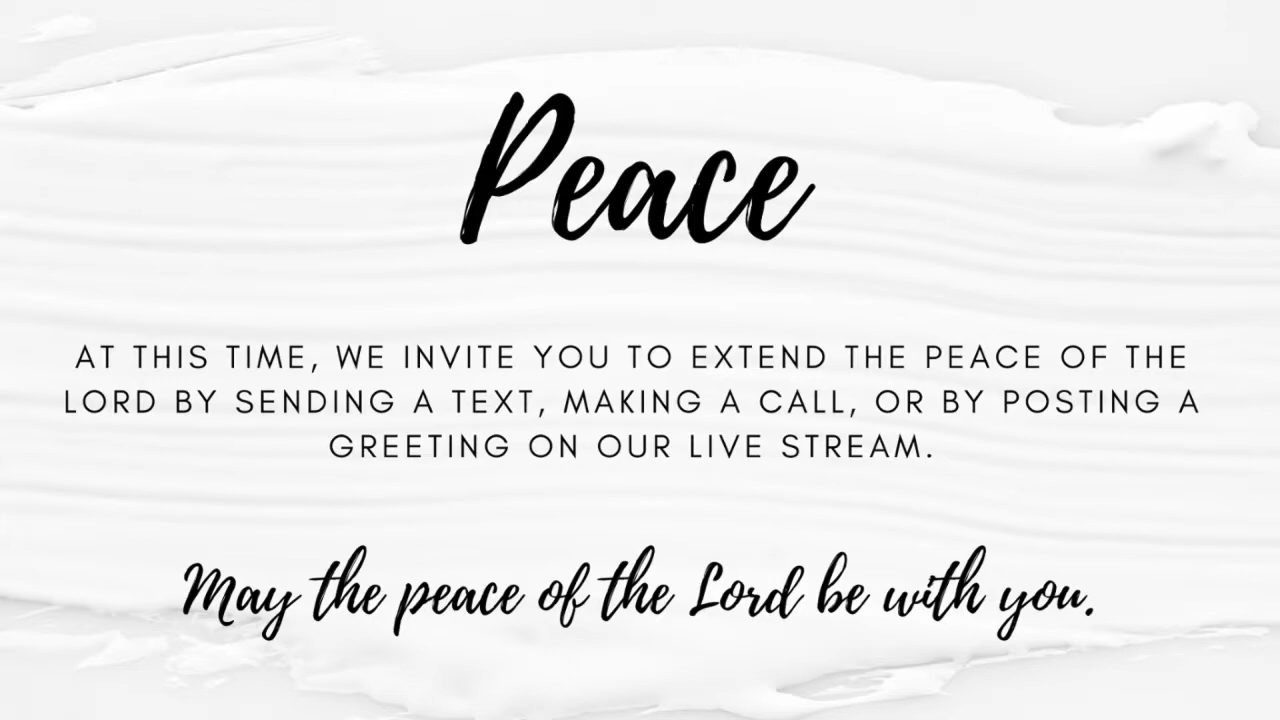 Peace
AT THIS TIME, WE INVITE YOU TO EXTEND THE PEACE OF THE
LORD BY SENDING A TEXT, MAKING A CALL, OR BY POSTING A
GREETING ON OUR LIVE STREAM.
May the peace of the Lord be with you.